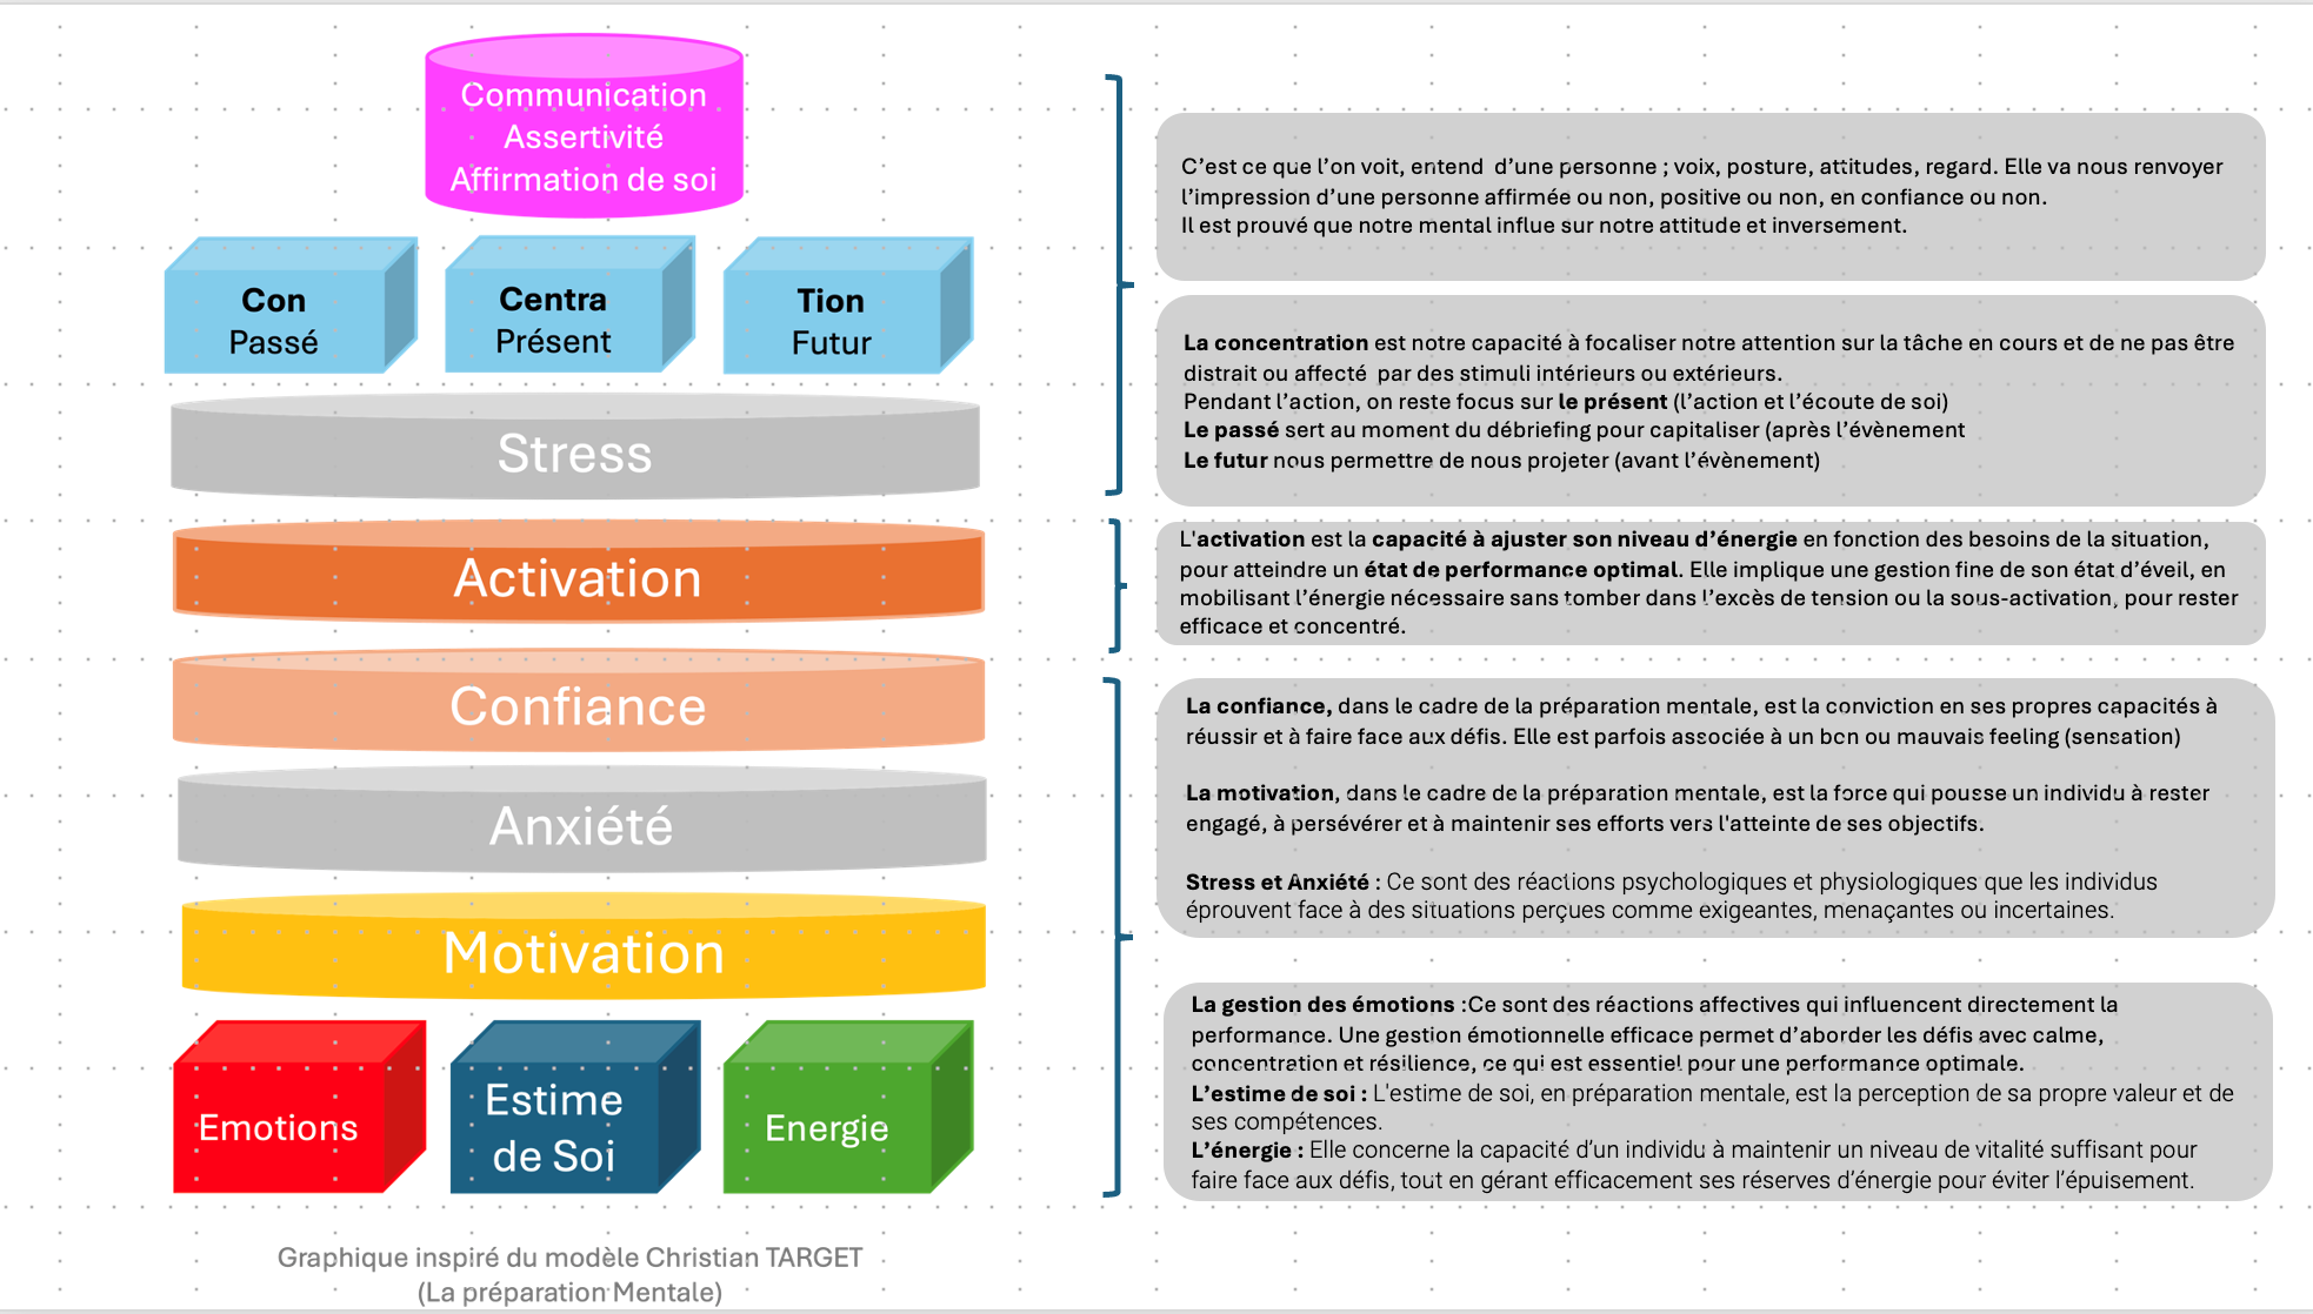 Communication
Assertivité
Affirmation de soi
Con
Passé
Centra
Présent
Tion
Futur
Stress
Activation
Confiance
Anxiété
Motivation
Emotions
Estime
de Soi
Energie
Graphique inspiré du modèle Christian TARGET
(La préparation Mentale)
C’est ce que l’on voit, entend d’une personne ; voix, posture, attitudes, regard. Elle va nous renvoyer
l’impression d’une personne affirmée ou non, positive ou non, en confiance ou non.
Il est prouvé que notre mental influe sur notre attitude et inversement.
La concentration est notre capacité à focaliser notre attention sur la tâche en cours et de ne pas être
distrait ou affecté par des stimuli intérieurs ou extérieurs.
Pendant l’action, on reste focus sur le présent (l’action et l’écoute de soi)
Le passé sert au moment du débriefing pour capitaliser (après l’évènement
Le futur nous permettre de nous projeter (avant l’évènement)
L'activation est la capacité à ajuster son niveau d’énergie en fonction des besoins de la situation,
pour atteindre un état de performance optimal. Elle implique une gestion fine de son état d’éveil, en
mobilisant l’énergie nécessaire sans tomber dans l’excès de tension ou la sous-activation, pour rester
efficace et concentré.
La confiance, dans le cadre de la préparation mentale, est la conviction en ses propres capacités à
réussir et à faire face aux défis. Elle est parfois associée à un bon ou mauvais feeling (sensation)
La motivation, dans le cadre de la préparation mentale, est la force qui pousse un individu à rester
engagé, à persévérer et à maintenir ses efforts vers l'atteinte de ses objectifs.
Stress et Anxiété : Ce sont des réactions psychologiques et physiologiques que les individus
éprouvent face à des situations perçues comme exigeantes, menaçantes ou incertaines.
La gestion des émotions :Ce sont des réactions affectives qui influencent directement la
performance. Une gestion émotionnelle efficace permet d’aborder les défis avec calme,
concentration et résilience, ce qui est essentiel pour une performance optimale.
L’estime de soi : L'estime de soi, en préparation mentale, est la perception de sa propre valeur et de
ses compétences.
L’énergie : Elle concerne la capacité d’un individu à maintenir un niveau de vitalité suffisant pour
faire face aux défis, tout en gérant efficacement ses réserves d’énergie pour éviter l’épuisement.